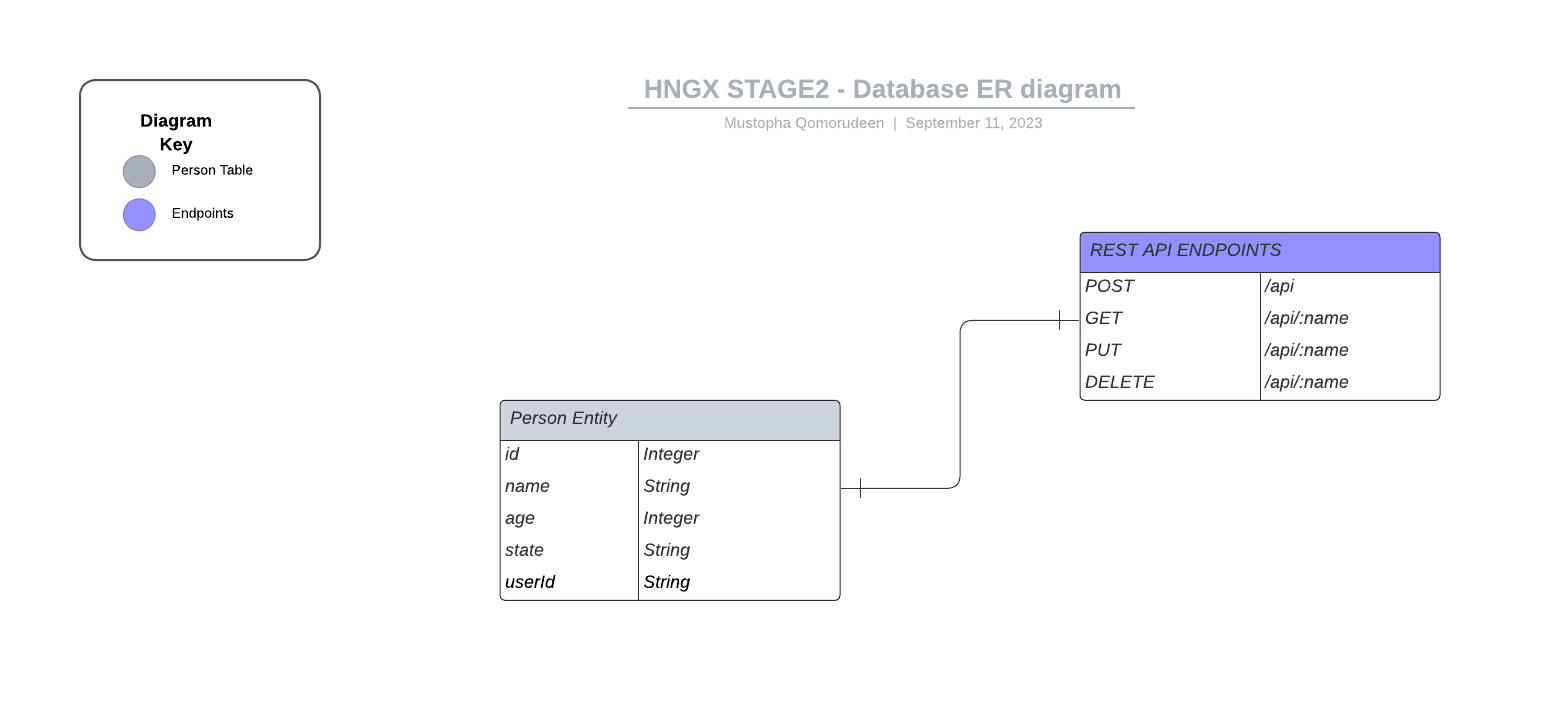 HNGX STAGE2 - Database ER diagram
Mustopha Qomorudeen | September 11, 2023
Diagram
Key
Person Table
Endpoints
REST API ENDPOINTS
POST /api
GET /api/:name
PUT /api/:name
DELETE /api/:name
Person Entity
id Integer
name String
age Integer
state String
userId String